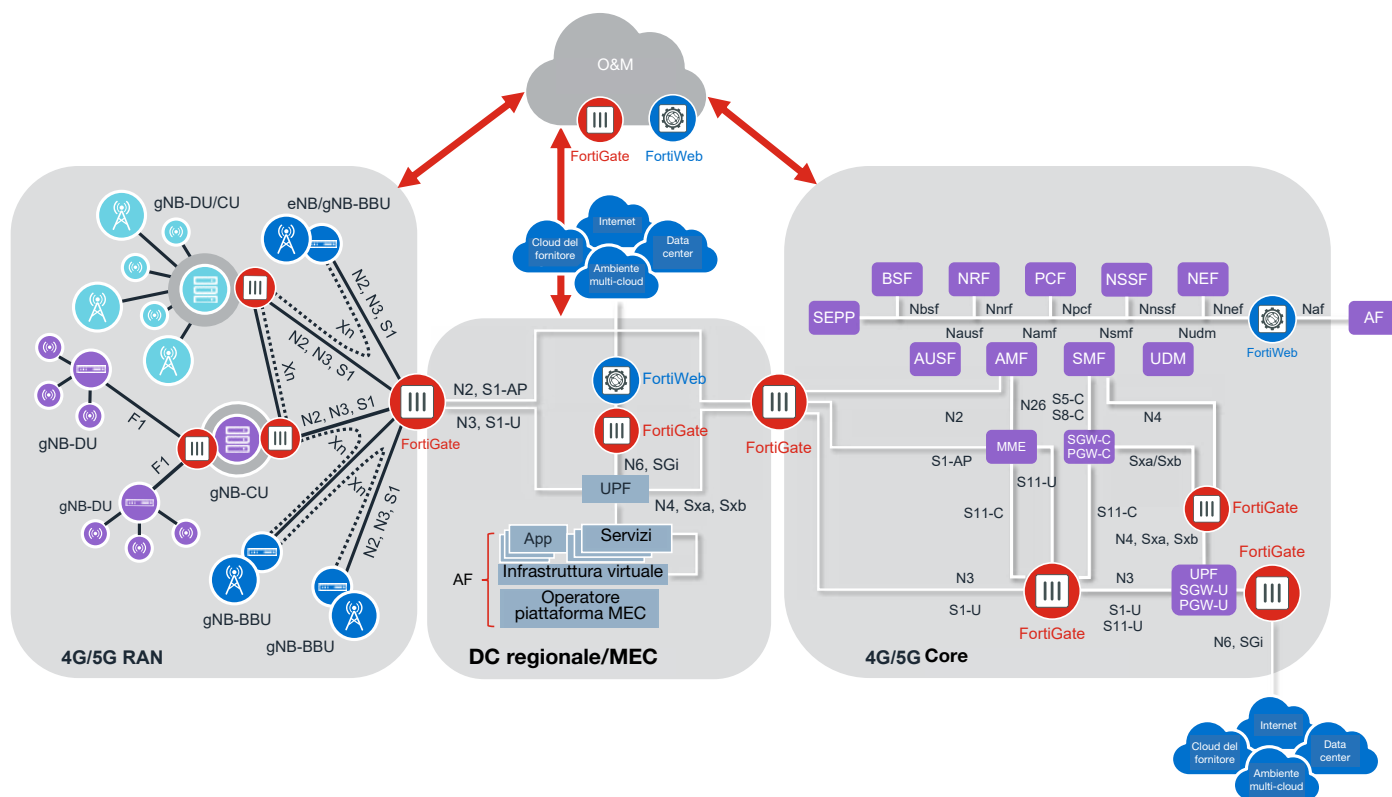 O&M
FortiGate
FortiWeb
gNB-DU/CU
eNB/gNB-BBU
N2, N3, S1
Xn
N2, N3, S1
Xn
N2, N3, S1
Xn
Xn
N2, N3, S1
F1
gNB-DU
F1
gNB-DU
gNB-CU
gNB-BBU
gNB-BBU
FortiGate
4G/5G RAN
Internet
Cloud del
fornitore
Data
center
Ambiente
multi-cloud
N2, S1-AP
N3, S1-U
FortiWeb
FortiGate
N6, SGi
UPF
N4, Sxa, Sxb
App
Servizi
AF
Infrastruttura virtuale
Operatore
piattaforma MEC
DC regionale/MEC
FortiGate
BSF
NRF
PCF
NSSF
NEF
SEPP
Nbsf
Nnrf
Npcf
Nnssf
Nnef
Naf
AF
Nausf
Namf
Nsmf
Nudm
FortiWeb
AUSF
AMF
SMF
UDM
N2
N26
S5-C
S8-C
N4
MME
SGW-C
PGW-C
S1-AP
S11-U
Sxa/Sxb
S11-C
S11-C
FortiGate
N4, Sxa, Sxb
FortiGate
N3
N3
UPF
SGW-U
PGW-U
S1-U
S1-U
S11-U
FortiGate
N6, SGi
4G/5G Core
Internet
Cloud del
fornitore
Data
center
Ambiente
multi-cloud